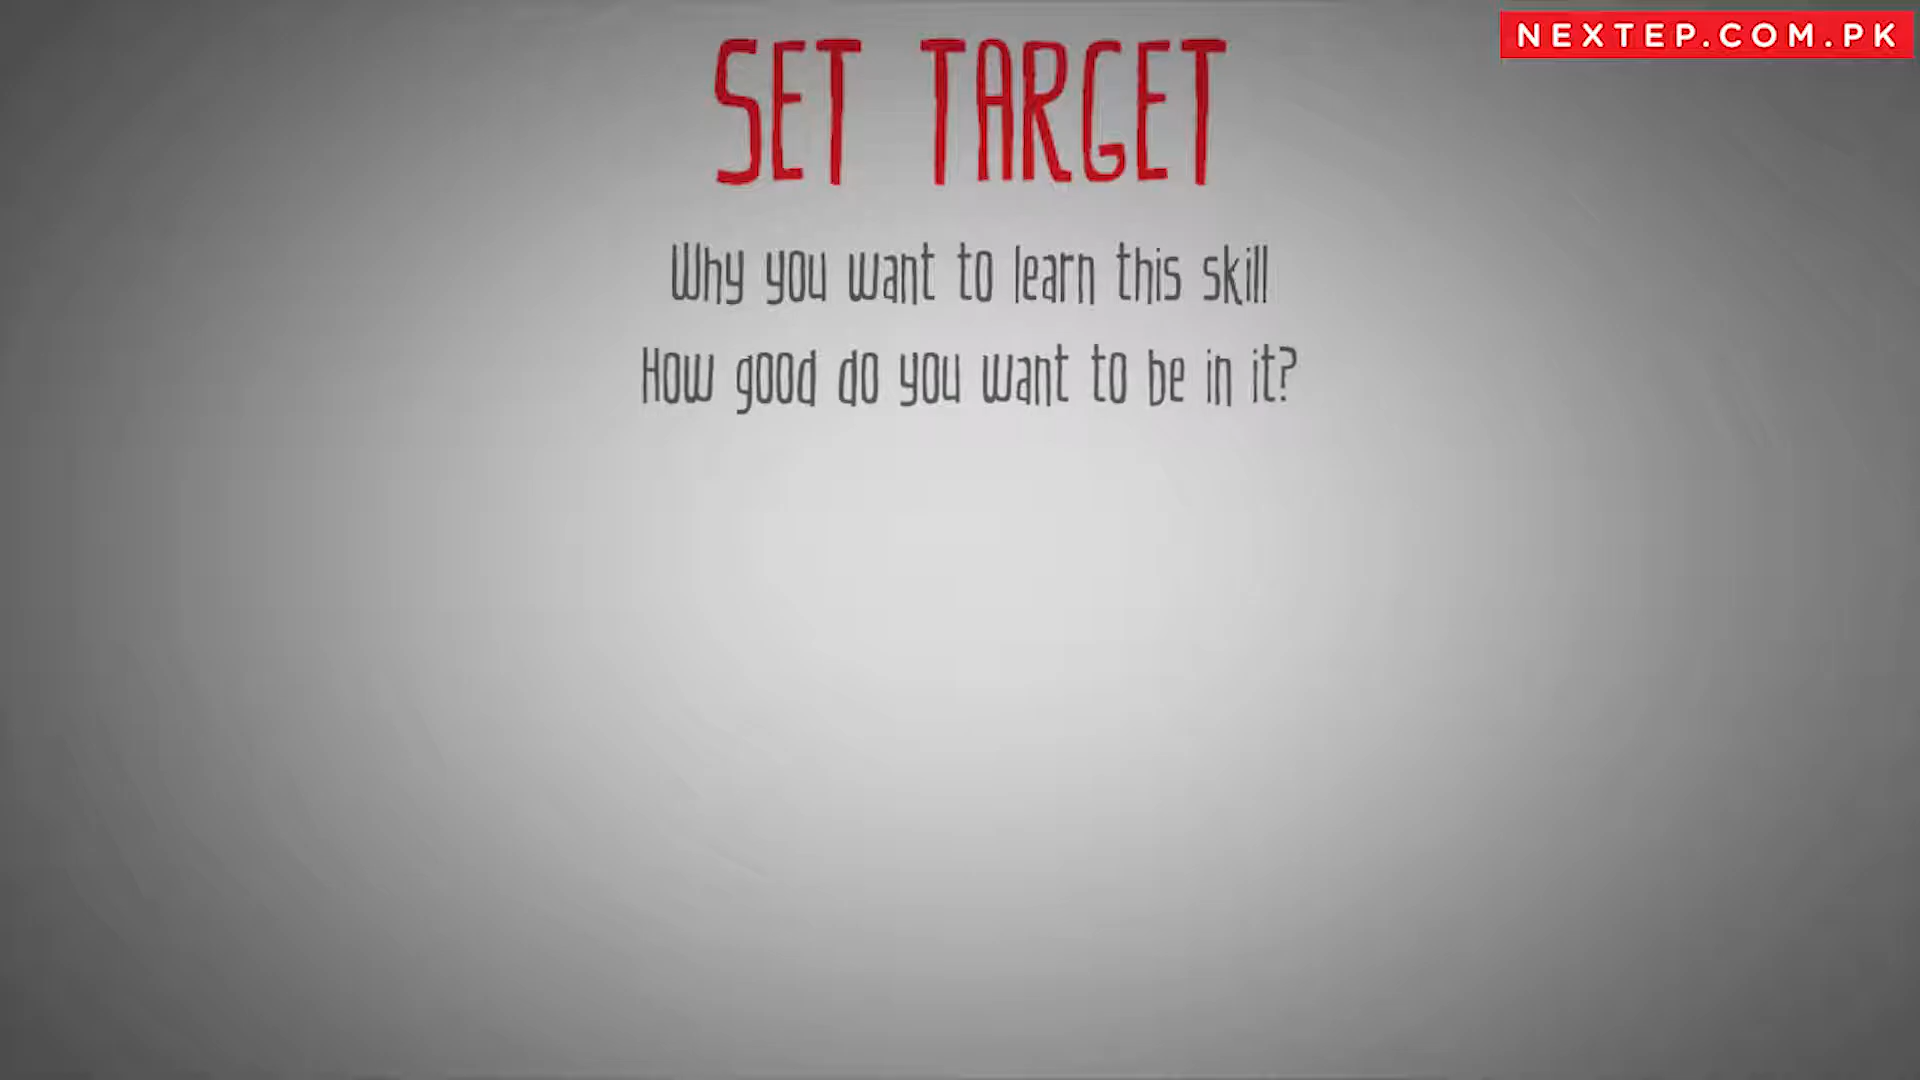 NEXTEP.COM.PK
SET TARGET
Why you want to learn this skill
How good do you want to be in it?